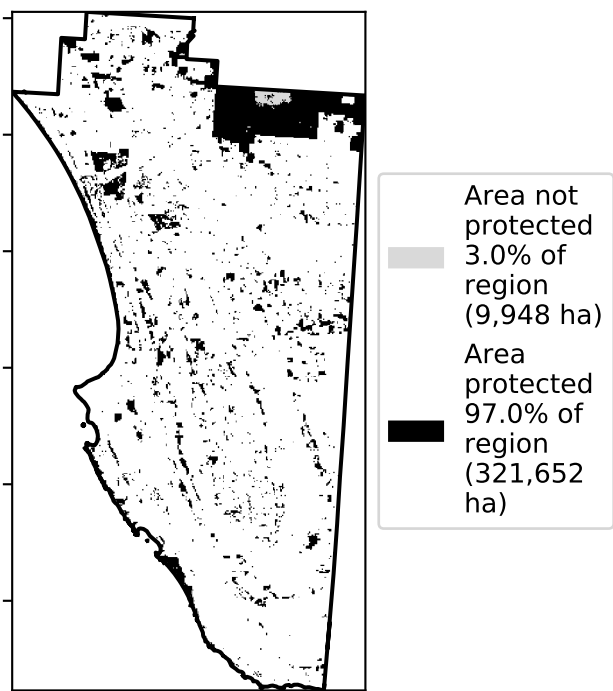 Area not
protected
3.0% of
region
(9,948 ha)
Area
protected
97.0% of
region
(321,652
ha)